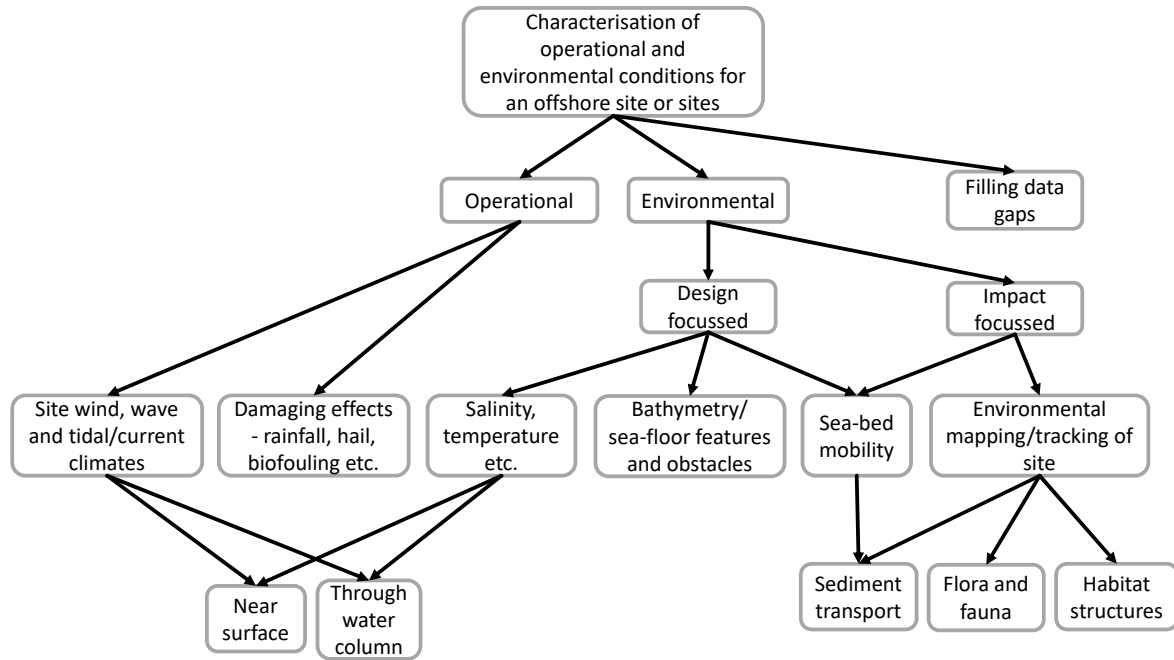 Characterisation of
operational and
environmental conditions for
an offshore site or sites
Operational
Environmental
Filling data
gaps
Design
focussed
Impact
focussed
Site wind, wave
and tidal/current
climates
Damaging effects
- rainfall, hail,
biofouling etc.
Salinity,
temperature
etc.
Bathymetry/
sea-floor features
and obstacles
Sea-bed
mobility
Environmental
mapping/tracking of
site
Near
surface
Through
water
column
Sediment
transport
Flora and
fauna
Habitat
structures